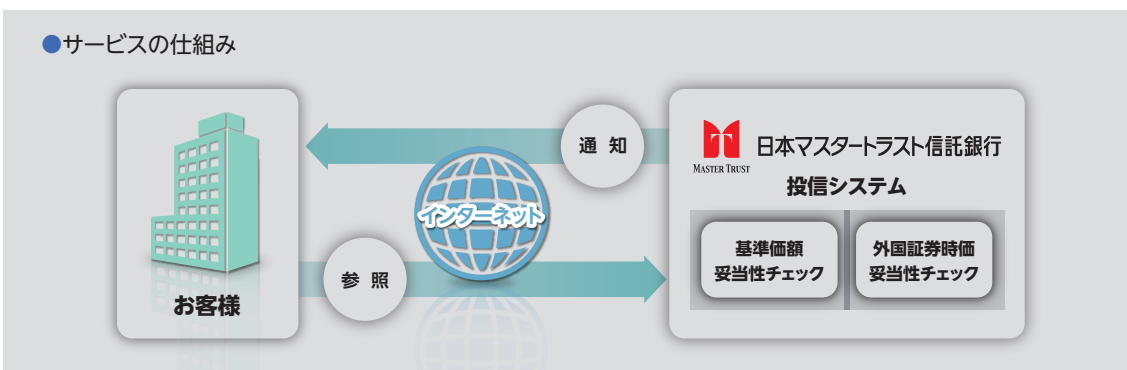 ●サービスの仕組み
通知
MASTER TRUST
日本マスタートラスト信託銀行
投信システム
インターネット
基準価額
妥当性チェック
外国証券時価
妥当性チェック
参照
お客様